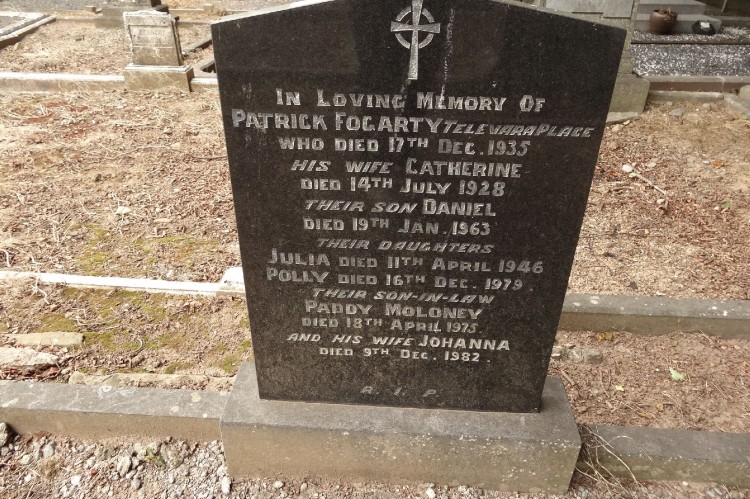 IN LOVING MEMORY OF
PATRICK FOGARTY TELEVARA PLACE
WHO DIED 17TH DEC. 1935
HIS WIFE CATHERINE
DIED 14TH JULY 1928
THEIR SON DANIEL
DIED 19TH JAN. 1963
THEIR DAUGHTERS
JULIA DIED 11TH APRIL 1946
POLLY DIED 16TH DEC. 1979.
THEIR SON-IN-LAW
PADDY MOLONEY
DIED 18TH APRIL 1975.
AND HIS WIFE JOHANNA
DIED 9TH DEC. 1982.
R. I. P.